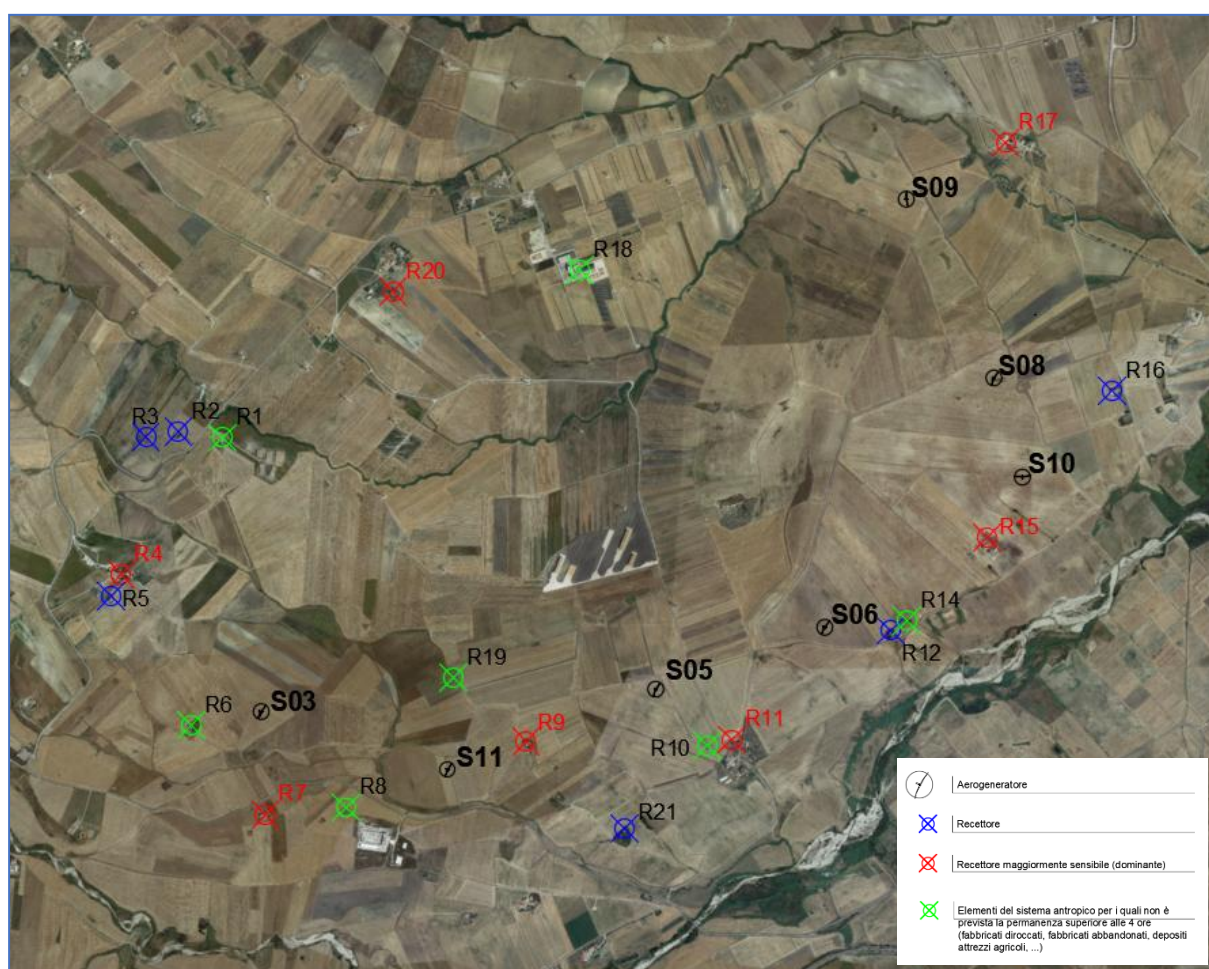 R17
S09
R18
R20
S08
R16
R3
R2
R1
S10
R15
R4
R5
R14
S06
R12
R19
S05
R6
S03
R9
R11
R10
S11
R7
R8
R21
Aerogeneratore
Recettore
Recettore maggiormente sensibile (dominante)
Elementi del sistema antropico per i quali non è
prevista la permanenza superiore alle 4 ore
(fabbricati diroccati, fabbricati abbandonati, depositi
attrezzi agricoli, ...)